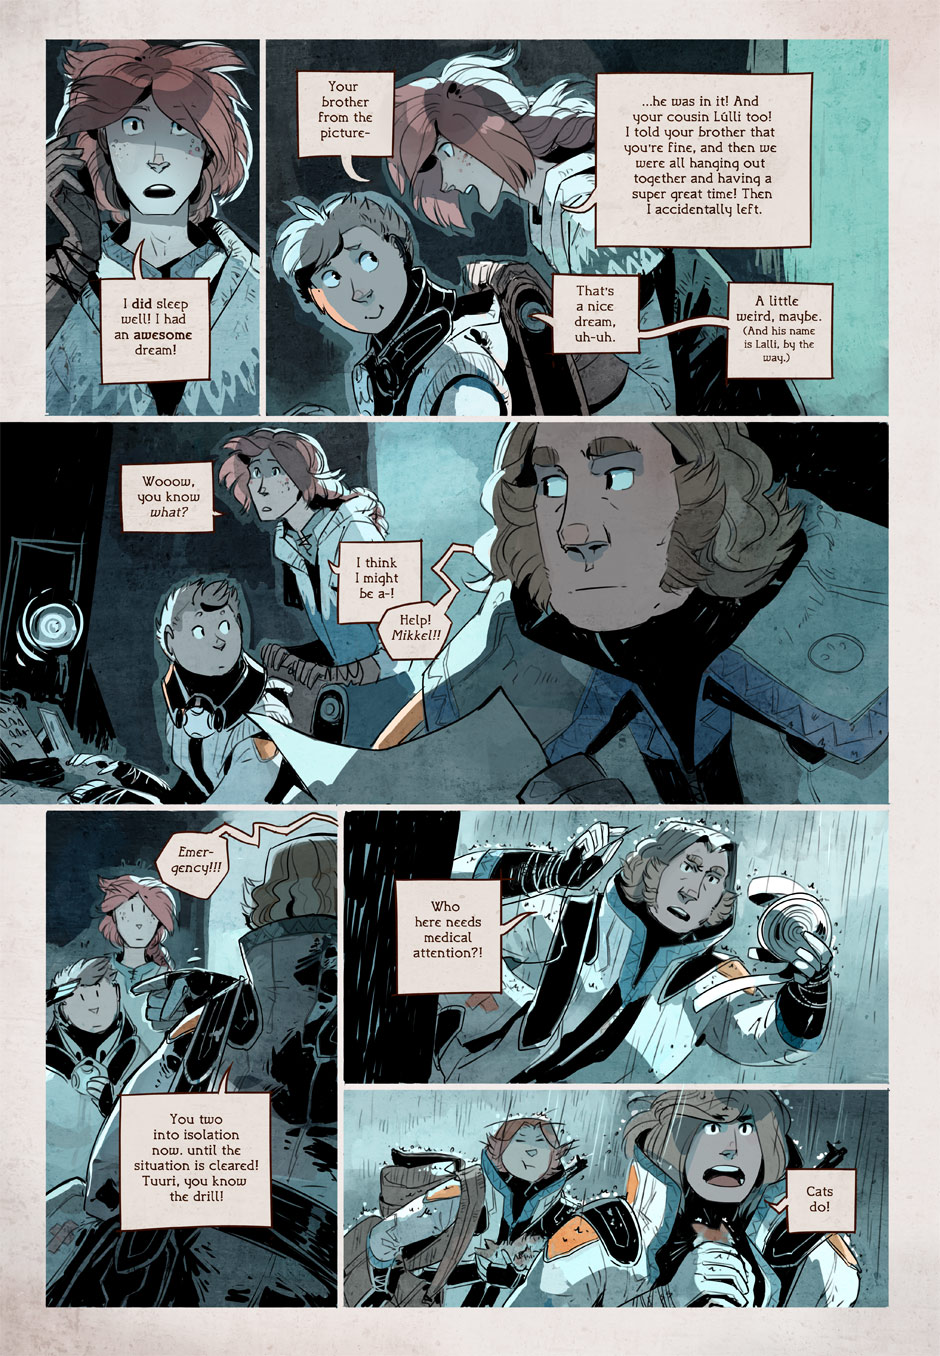 I did sleep
well! I had
an awesome
dream!
Your
brother
from the
picture-
...he was in it! And
your cousin Lúlli too!
I told your brother that
you're fine, and then we
were all hanging out
together and having a
super great time! Then
I accidentally left.
That's
a nice
dream,
uh-uh.
A little
weird, maybe.
(And his name
is Lalli, by the
way.)
Wooow,
you know
what?
I think
I might
be a-!
Help!
Mikkel!!
Emer-
gency!!!
You two
into isolation
now. until the
situation is cleared!
Tuuri, you know
the drill!
Who
here needs
medical
attention?!
Cats
do!